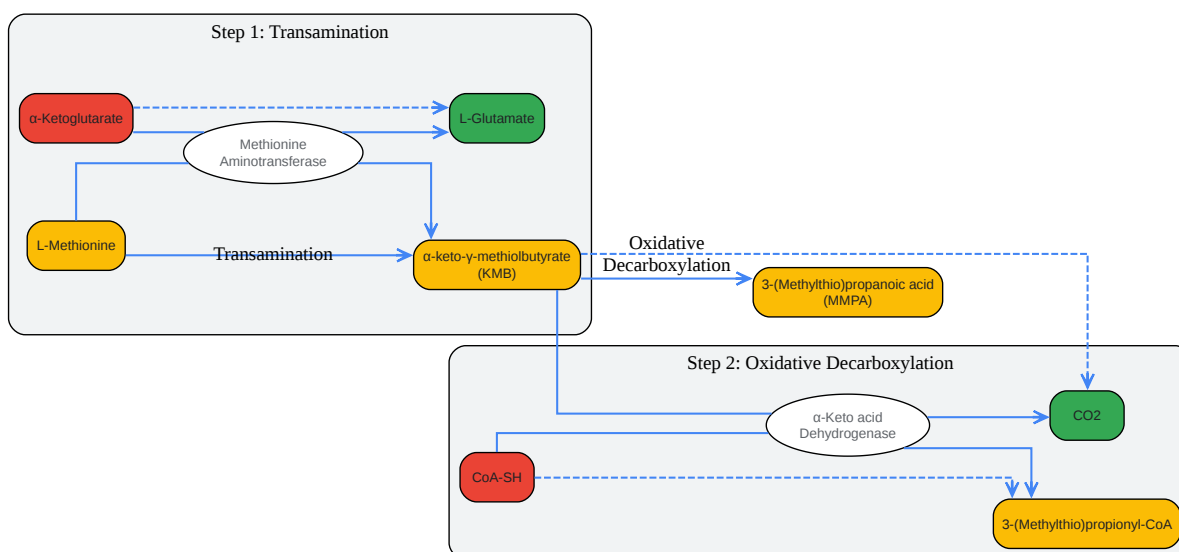 Step 1: Transamination
α-Ketoglutarate
L-Glutamate
Methionine
Aminotransferase
L-Methionine
Transamination
α-keto-γ-methiolbutyrate
(KMB)
Oxidative
Decarboxylation
3-(Methylthio)propanoic acid
(MMPA)
Step 2: Oxidative Decarboxylation
α-Keto acid
Dehydrogenase
CO2
CoA-SH
3-(Methylthio)propionyl-CoA